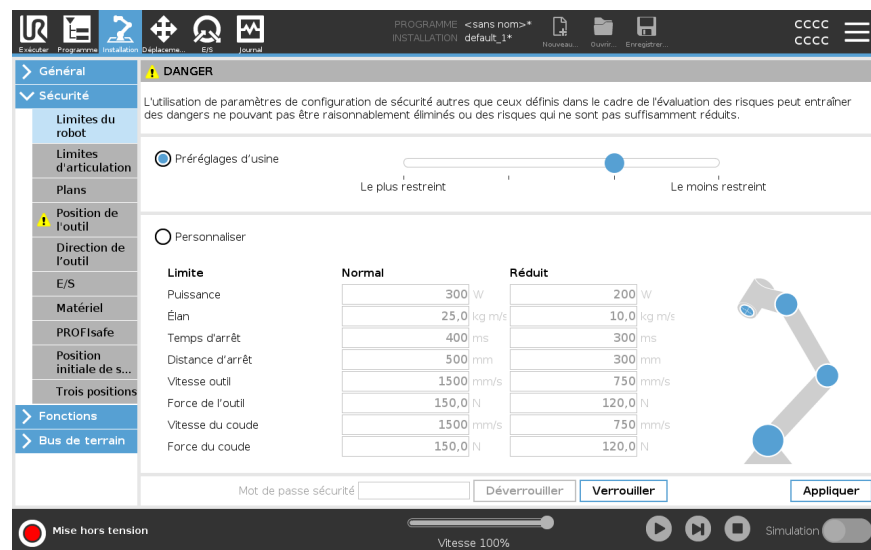 PROGRAMME <sans nom>*
INSTALLATION default_1*
Exécuter Programme Installation Déplaceme... E/S Journal
Nouveau... Ouvrir... Enregistrer...
cccc
cccc
Général
Sécurité
Limites du
robot
Limites
d'articulation
Plans
Position de
l'outil
Direction de
l'outil
E/S
Matériel
PROFIsafe
Position
initiale de s...
Trois positions
Fonctions
Bus de terrain
DANGER
L'utilisation de paramètres de configuration de sécurité autres que ceux définis dans le cadre de l'évaluation des risques peut entraîner
des dangers ne pouvant pas être raisonnablement éliminés ou des risques qui ne sont pas suffisamment réduits.
Préréglages d'usine
Le plus restreint Le moins restreint
Personnaliser
Limite Normal Réduit
Puissance 300 W 200 W
Élan 25,0 kg m/s 10,0 kg m/s
Temps d'arrêt 400 ms 300 ms
Distance d'arrêt 500 mm 300 mm
Vitesse outil 1500 mm/s 750 mm/s
Force de l'outil 150,0 N 120,0 N
Vitesse du coude 1500 mm/s 750 mm/s
Force du coude 150,0 N 120,0 N
Mot de passe sécurité Déverrouiller Verrouiller Appliquer
Mise hors tension
Vitesse 100%
Simulation